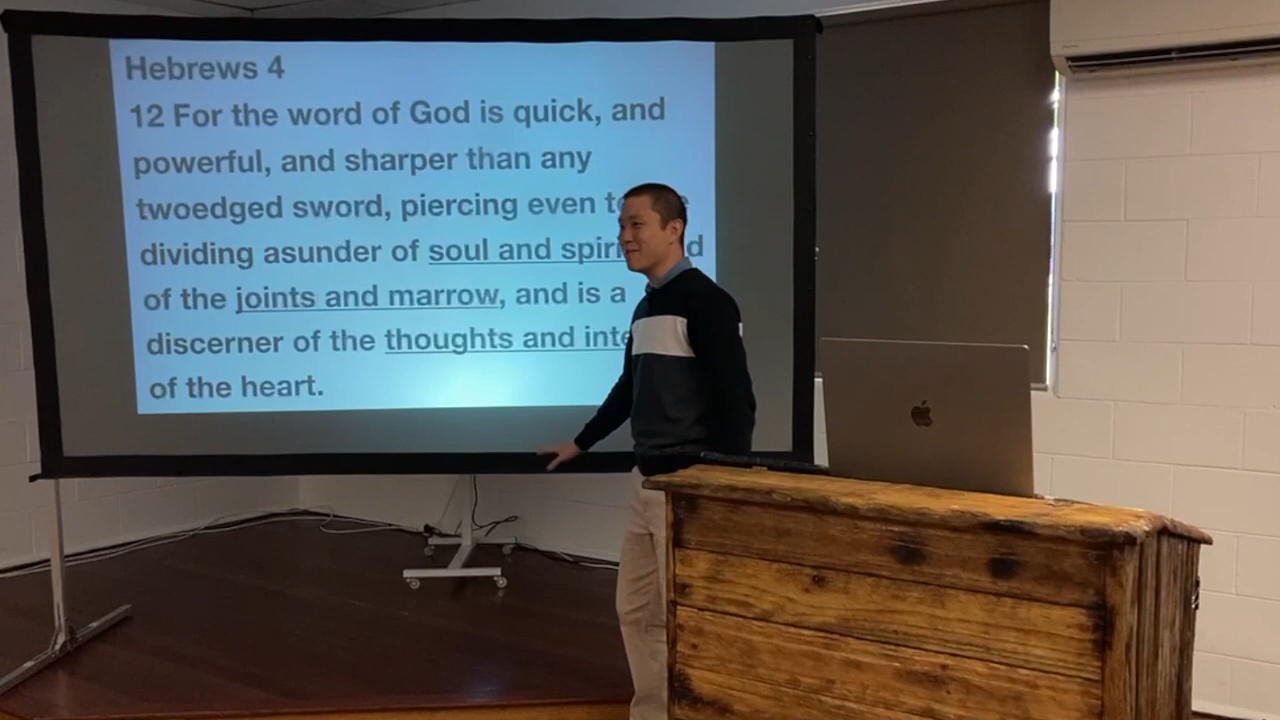 Hebrews 4
12 For the word of God is quick, and
powerful, and sharper than any
twoedged sword, piercing even
dividing asunder of soul and
of the joints and marrow, and is a
discerner of the thoughts and
of the heart.